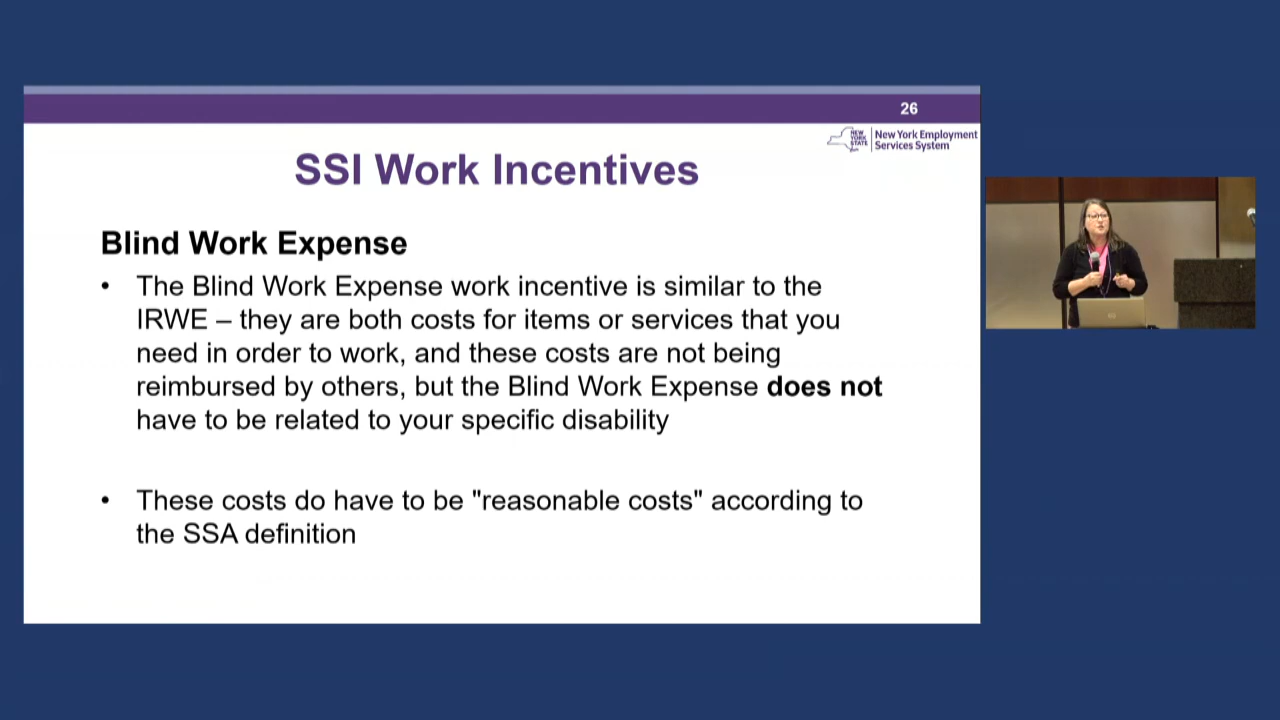 26
NEW
YORK
STATE
New York Employment
Services System
SSI Work Incentives
Blind Work Expense
• The Blind Work Expense work incentive is similar to the
IRWE – they are both costs for items or services that you
need in order to work, and these costs are not being
reimbursed by others, but the Blind Work Expense does not
have to be related to your specific disability
• These costs do have to be "reasonable costs" according to
the SSA definition